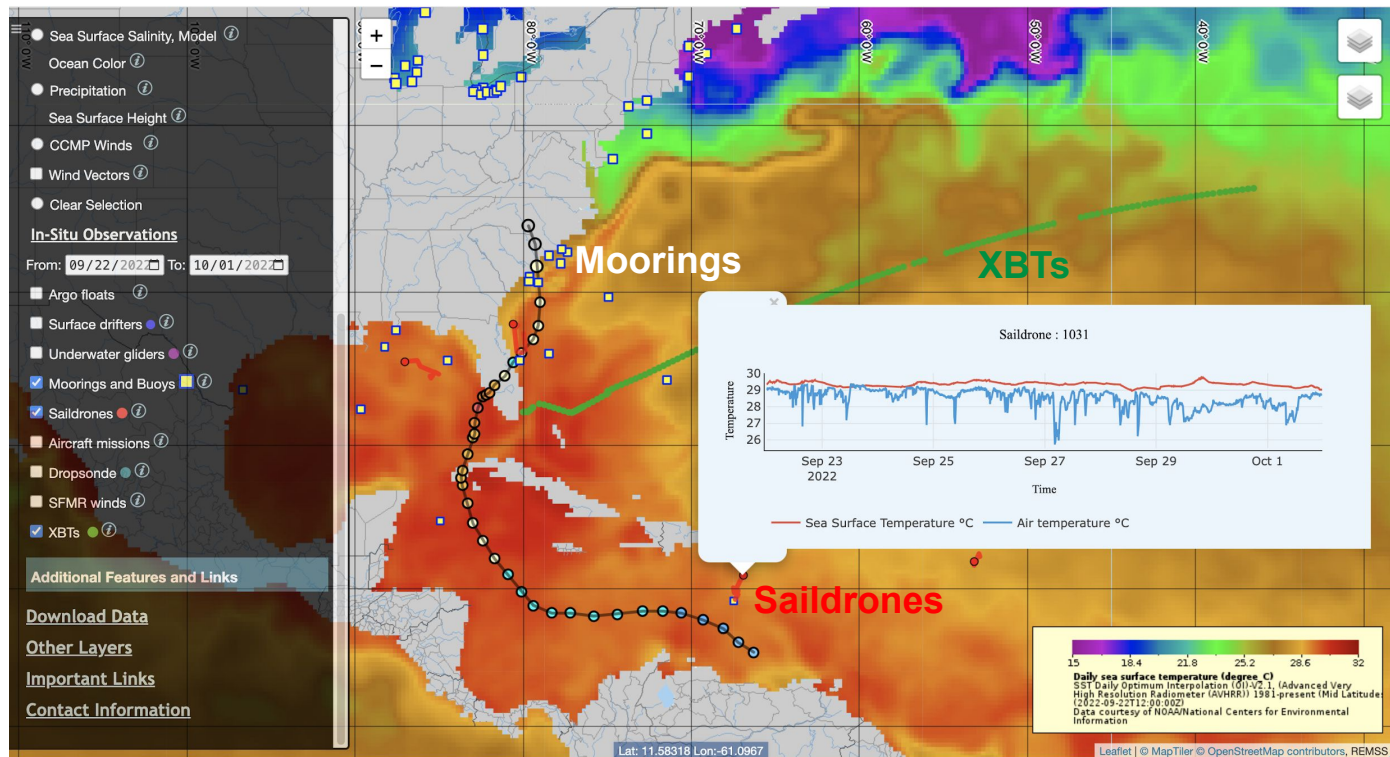 Sea Surface Salinity, Model i
Ocean Color i
Precipitation i
Sea Surface Height i
CCMP Winds i
Wind Vectors i
Clear Selection
In-Situ Observations
From: 09/22/2022 To: 10/01/2022
Argo floats i
Surface drifters i
Underwater gliders i
Moorings and Buoys i
Saildrones i
Aircraft missions i
Dropsonde i
SFMR winds i
XBTs i
Additional Features and Links
Download Data
Other Layers
Important Links
Contact Information
+
−
80°0'W
70°0'W
60°0'W
50°0'W
40°0'W
Moorings
XBTs
×
Saildrone : 1031
Temperature
30
29
28
27
26
Sep 23
2022
Sep 25
Sep 27
Sep 29
Oct 1
Time
Sea Surface Temperature °C
Air temperature °C
Saildrones
15 18.4 21.8 25.2 28.6 32
Daily sea surface temperature (degree_C)
SST Daily Optimum Interpolation (OI)-V2.1, (Advanced Very
High Resolution Radiometer (AVHRR)) 1981-present (Mid Latitudes
(2022-09-22T12:00:00Z)
Data courtesy of NOAA/National Centers for Environmental
Information
Lat: 11.58318 Lon:-61.0967
Leaflet | © MapTiler © OpenStreetMap contributors, REMSS